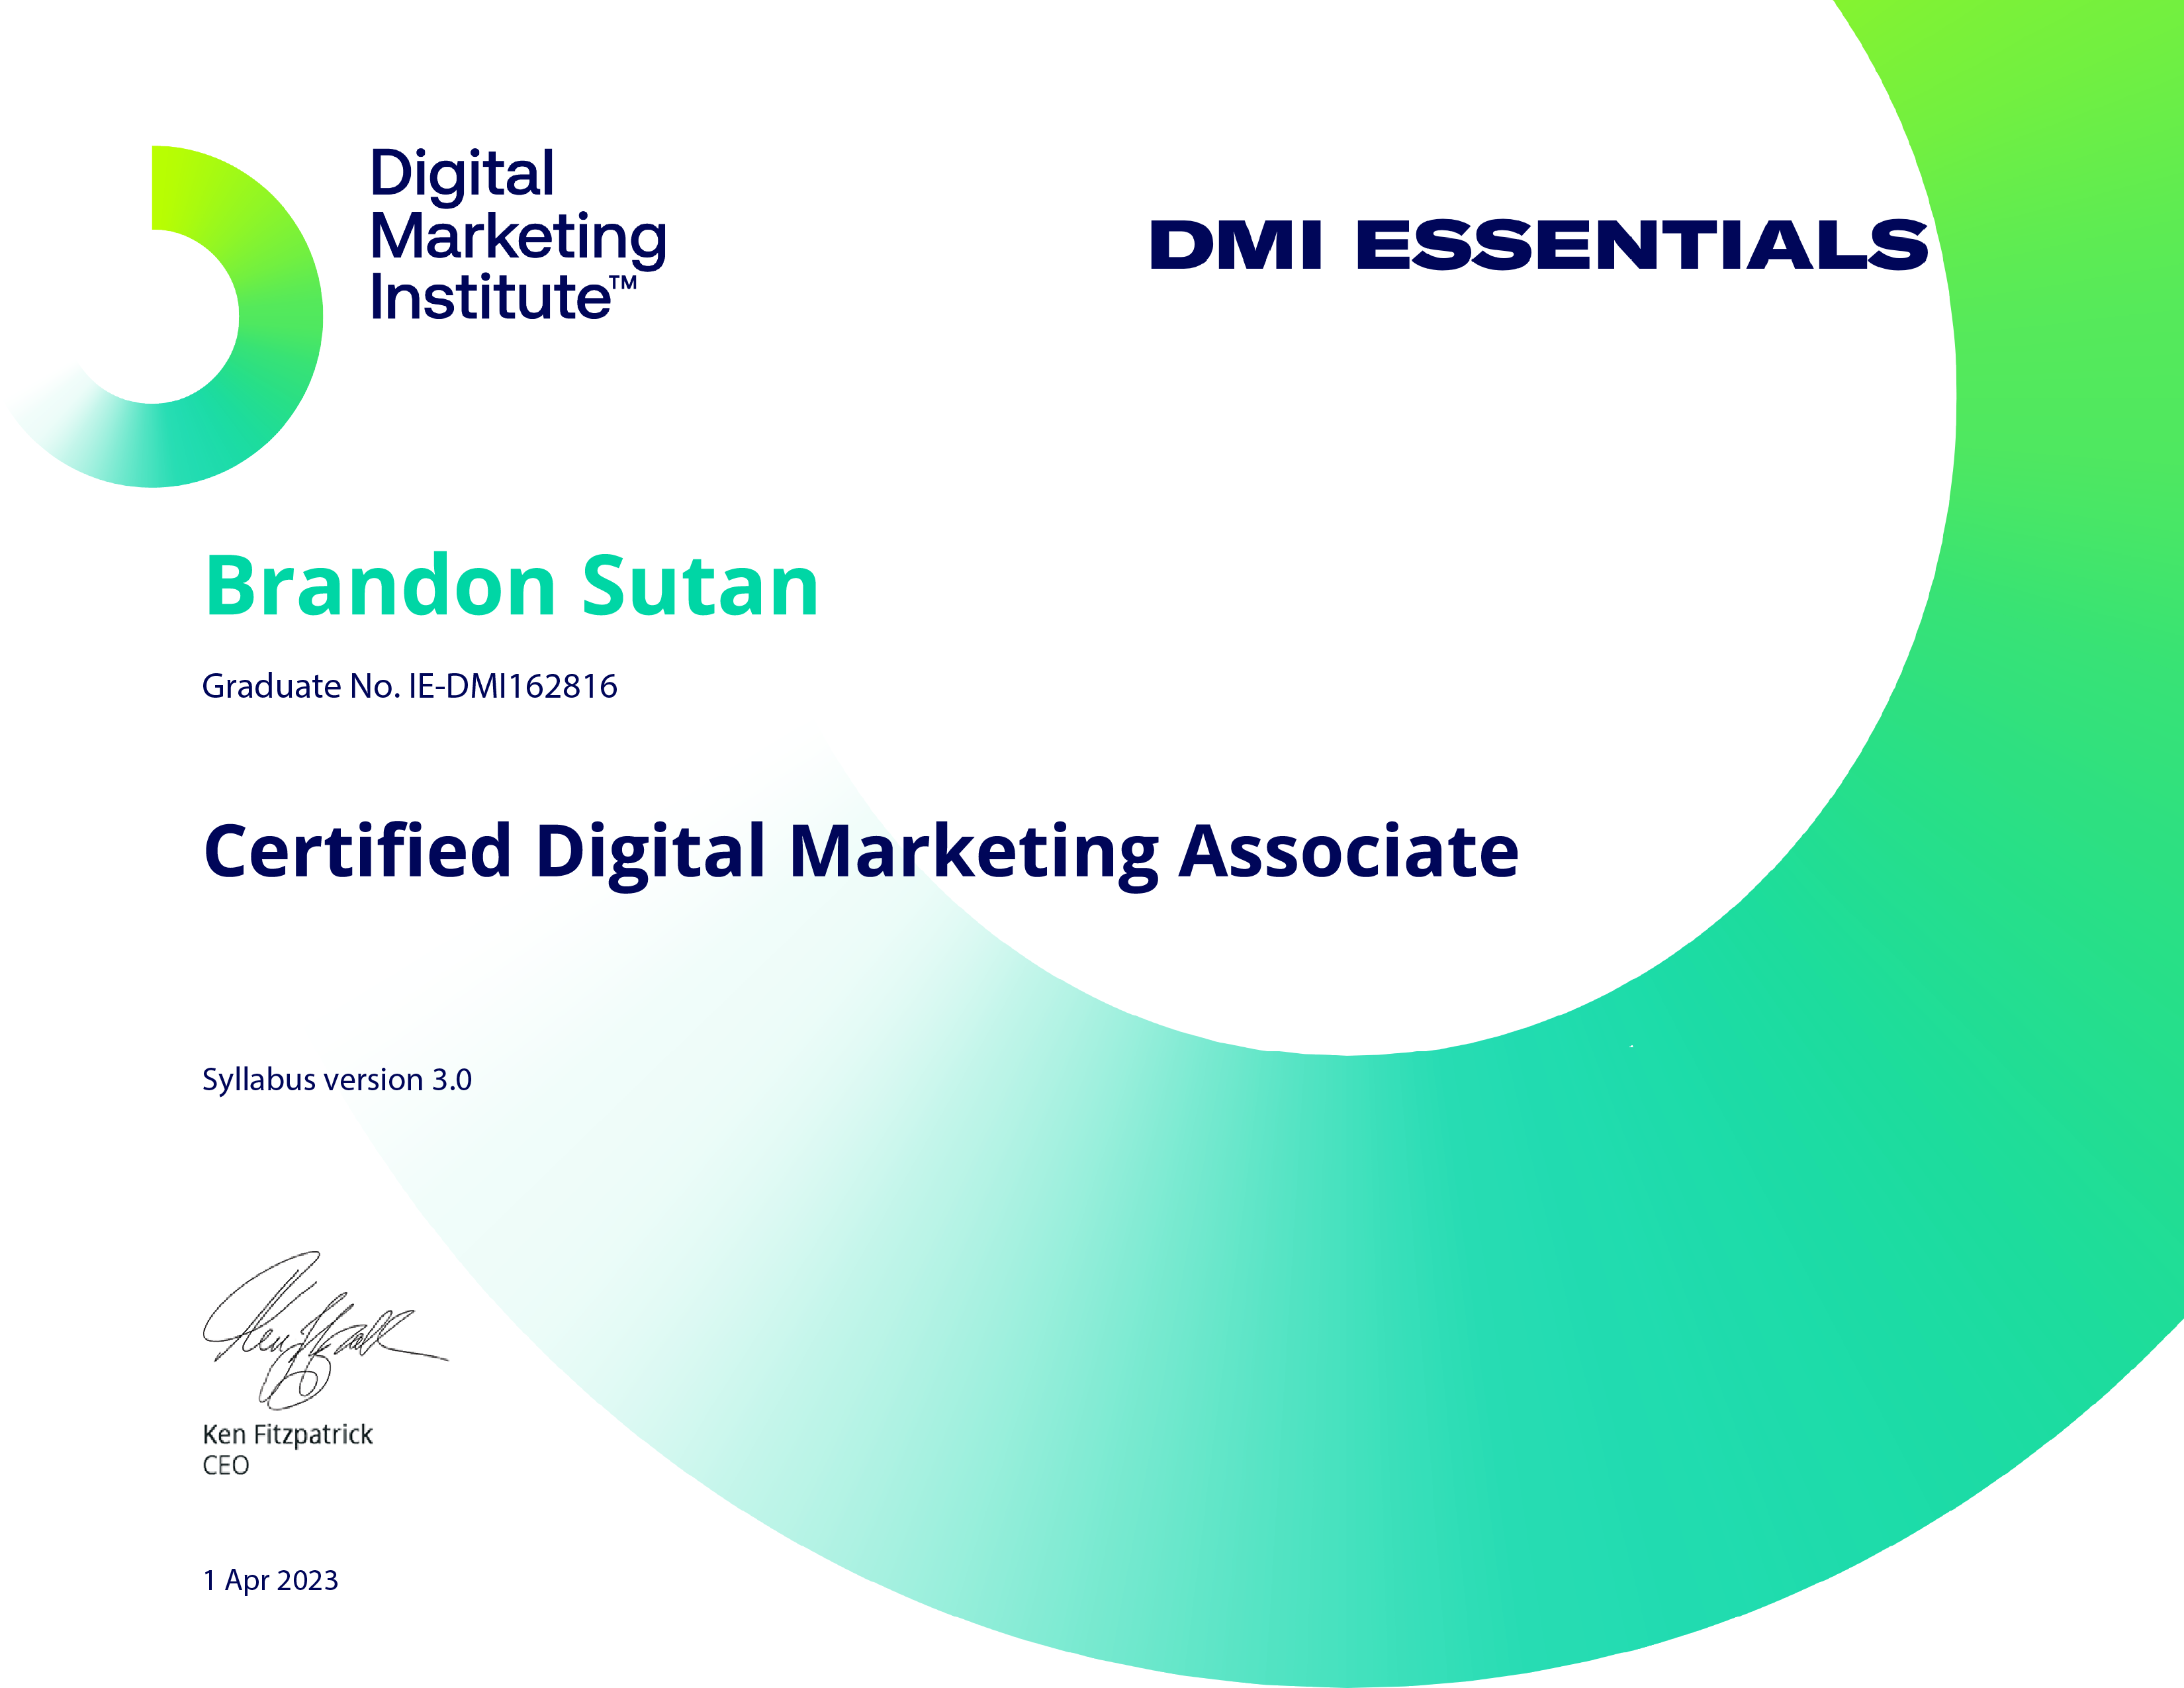 Digital
Marketing
Institute™
DMI ESSENTIALS
Brandon Sutan
Graduate No. IE-DMI162816
Certified Digital Marketing Associate
Syllabus version 3.0
Ken Fitzpatrick
CEO
1 Apr 2023